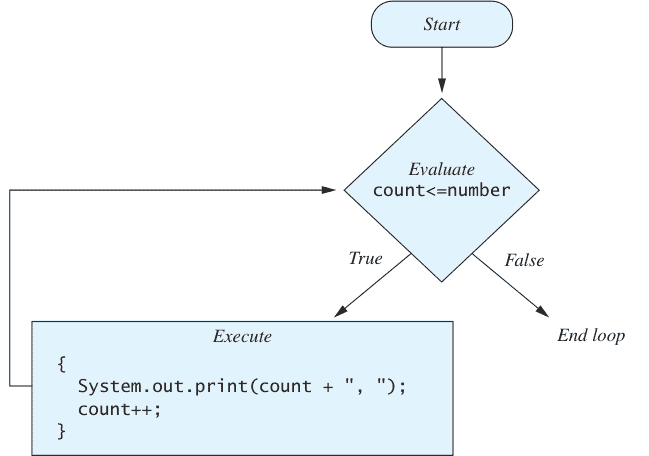 Start
Evaluate
count<=number
True
False
End loop
Execute
{
System.out.print(count + ", ");
count++;
}